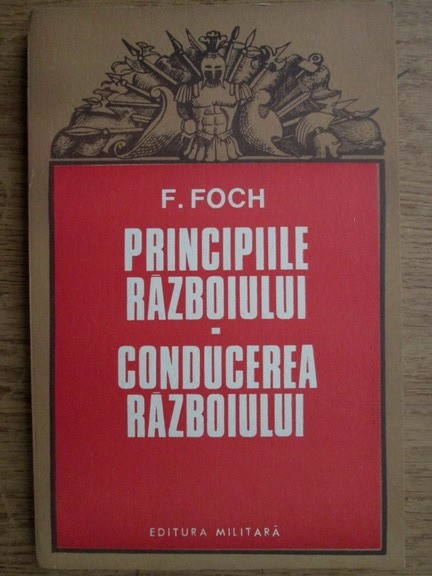 F. FOCH
PRINCIPIILE
RĂZBOIULUI
-
CONDUCEREA
RĂZBOIULUI
EDITURA MILITARĂ